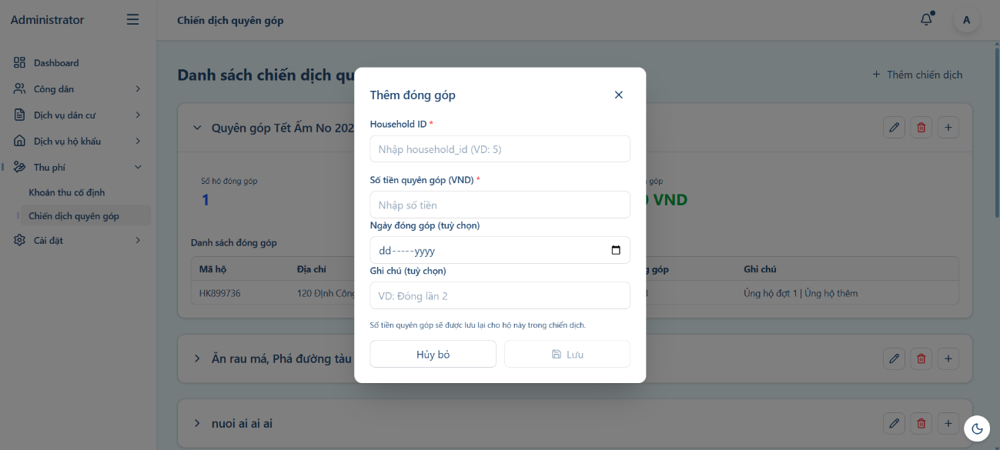 Administrator
Chiến dịch quyên góp
A
Dashboard
Công dân
Dịch vụ dân cư
Dịch vụ hộ khẩu
Thu phí
Khoản thu cố định
Chiến dịch quyên góp
Cài đặt
Danh sách chiến dịch
+ Thêm chiến dịch
Quyên góp Tết Ấm No
Số hộ đóng góp
1
góp
VND
Danh sách đóng góp
Mã hộ Địa chỉ góp Ghi chú
HK899736 120 Định Công Ủng hộ đợt 1 | Ủng hộ thêm
Ăn rau má, Phá đường tàu
nuoi ai ai ai
Thêm đóng góp
Household ID *
Nhập household_id (VD: 5)
Số tiền quyên góp (VND) *
Nhập số tiền
Ngày đóng góp (tuỳ chọn)
dd-----yyyy
Ghi chú (tuỳ chọn)
VD: Đóng lần 2
Số tiền quyên góp sẽ được lưu lại cho hộ này trong chiến dịch.
Hủy bỏ
Lưu